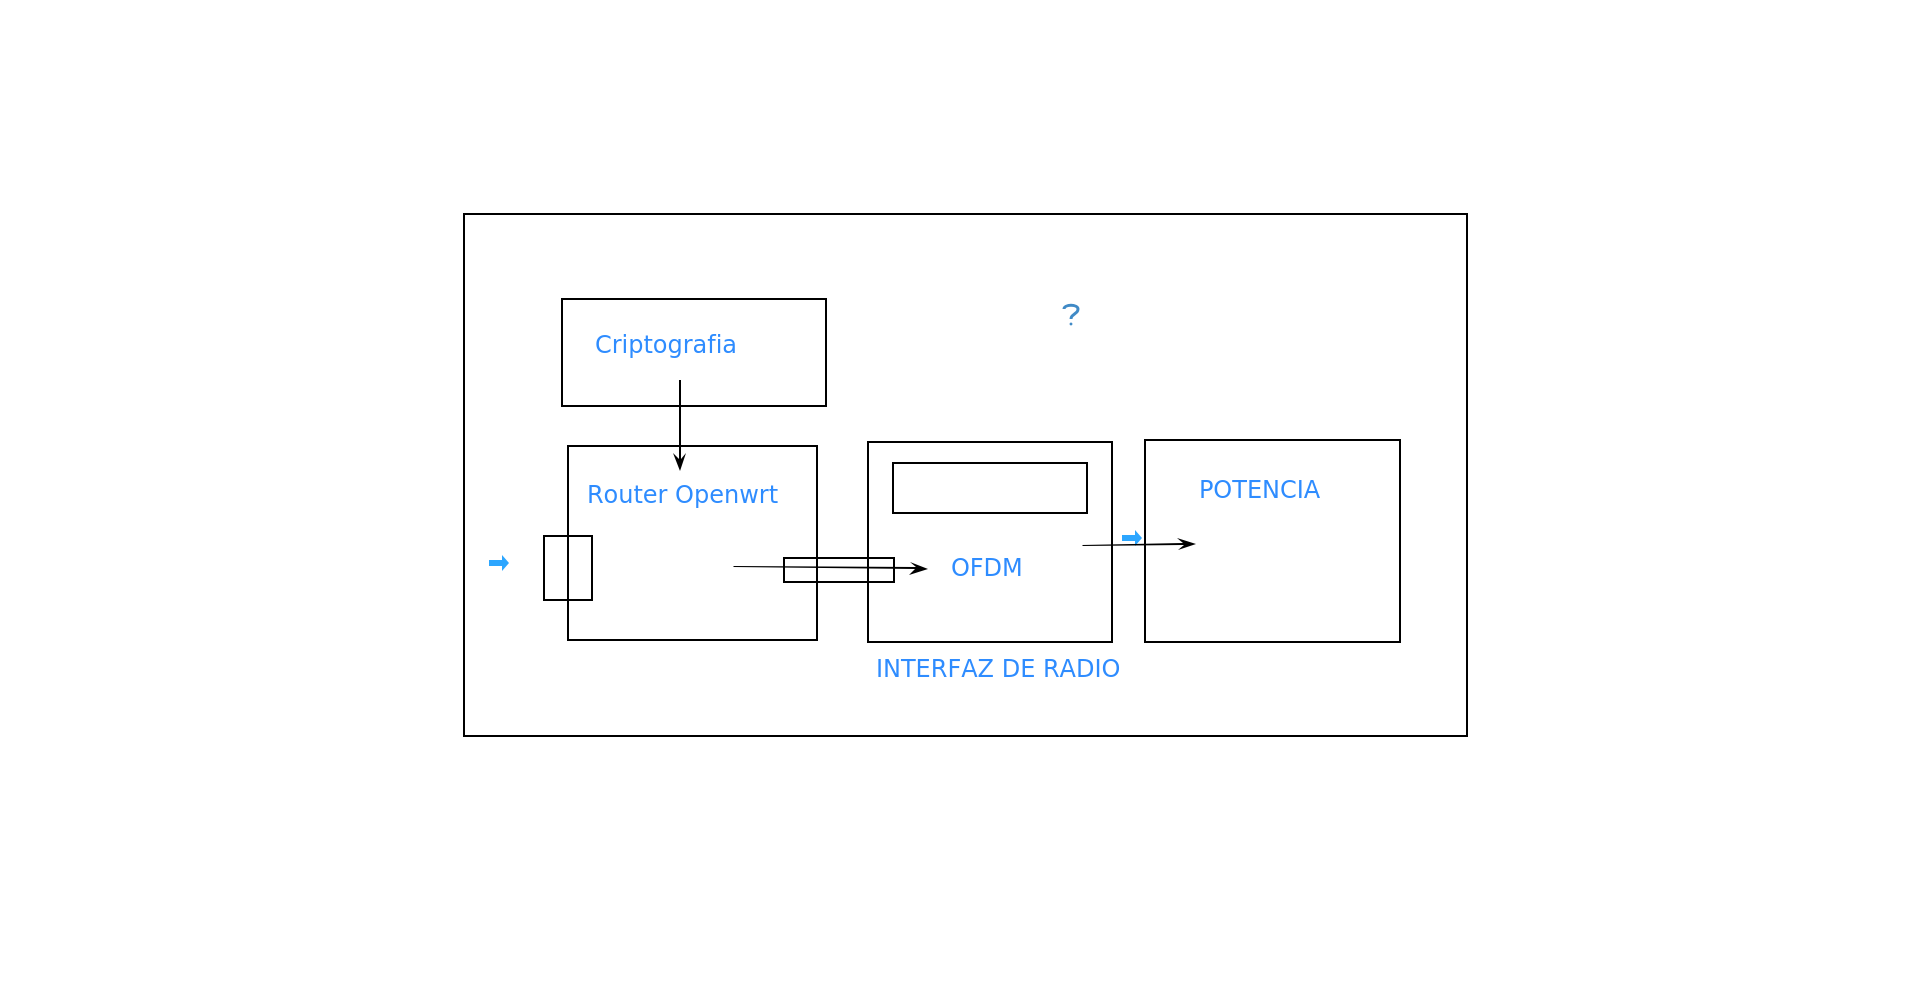 ?
Criptografia
Router Openwrt
POTENCIA
OFDM
INTERFAZ DE RADIO